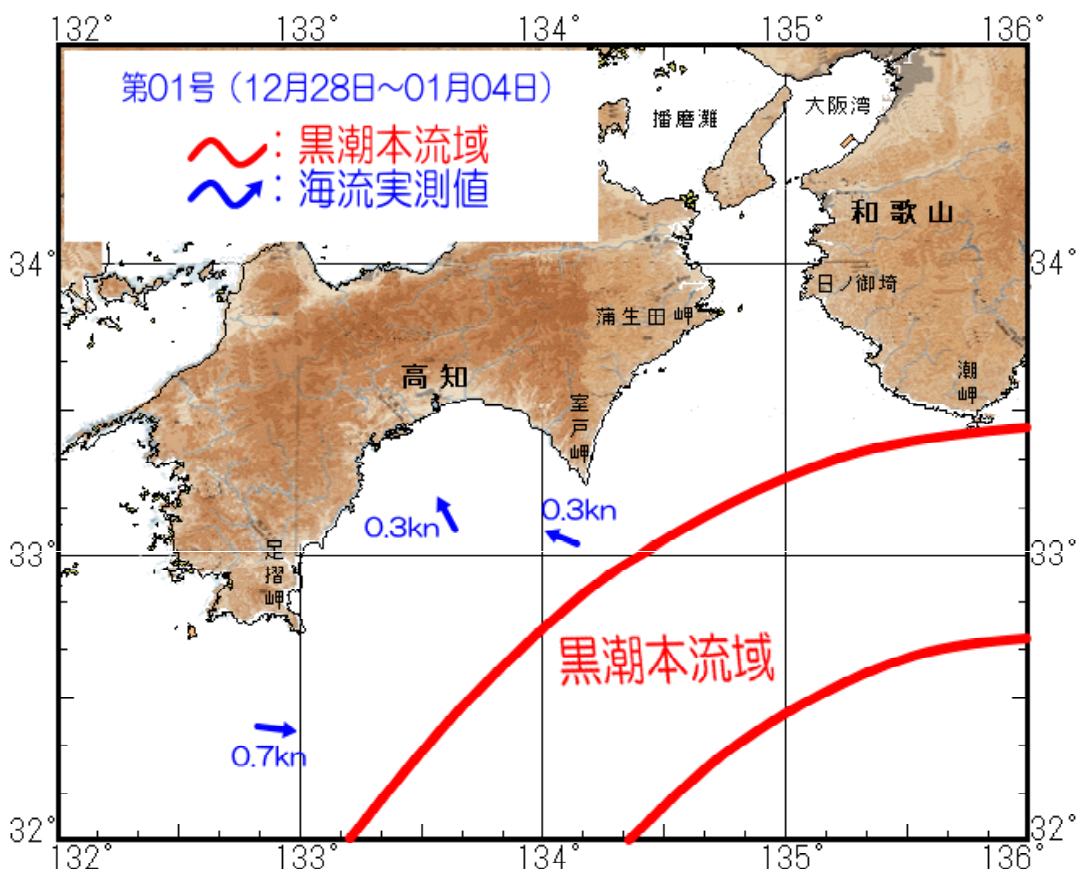 132° 133° 134° 135° 136°
第01号（12月28日～01月04日）
：黒潮本流域
：海流実測値
播磨灘
大阪湾
和歌山
34° 34°
日ノ御埼
蒲生田岬
高知
潮岬
室戸岬
0.3kn
0.3kn
33° 33°
足摺岬
黒潮本流域
0.7kn
32° 32°
132° 133° 134° 135° 136°